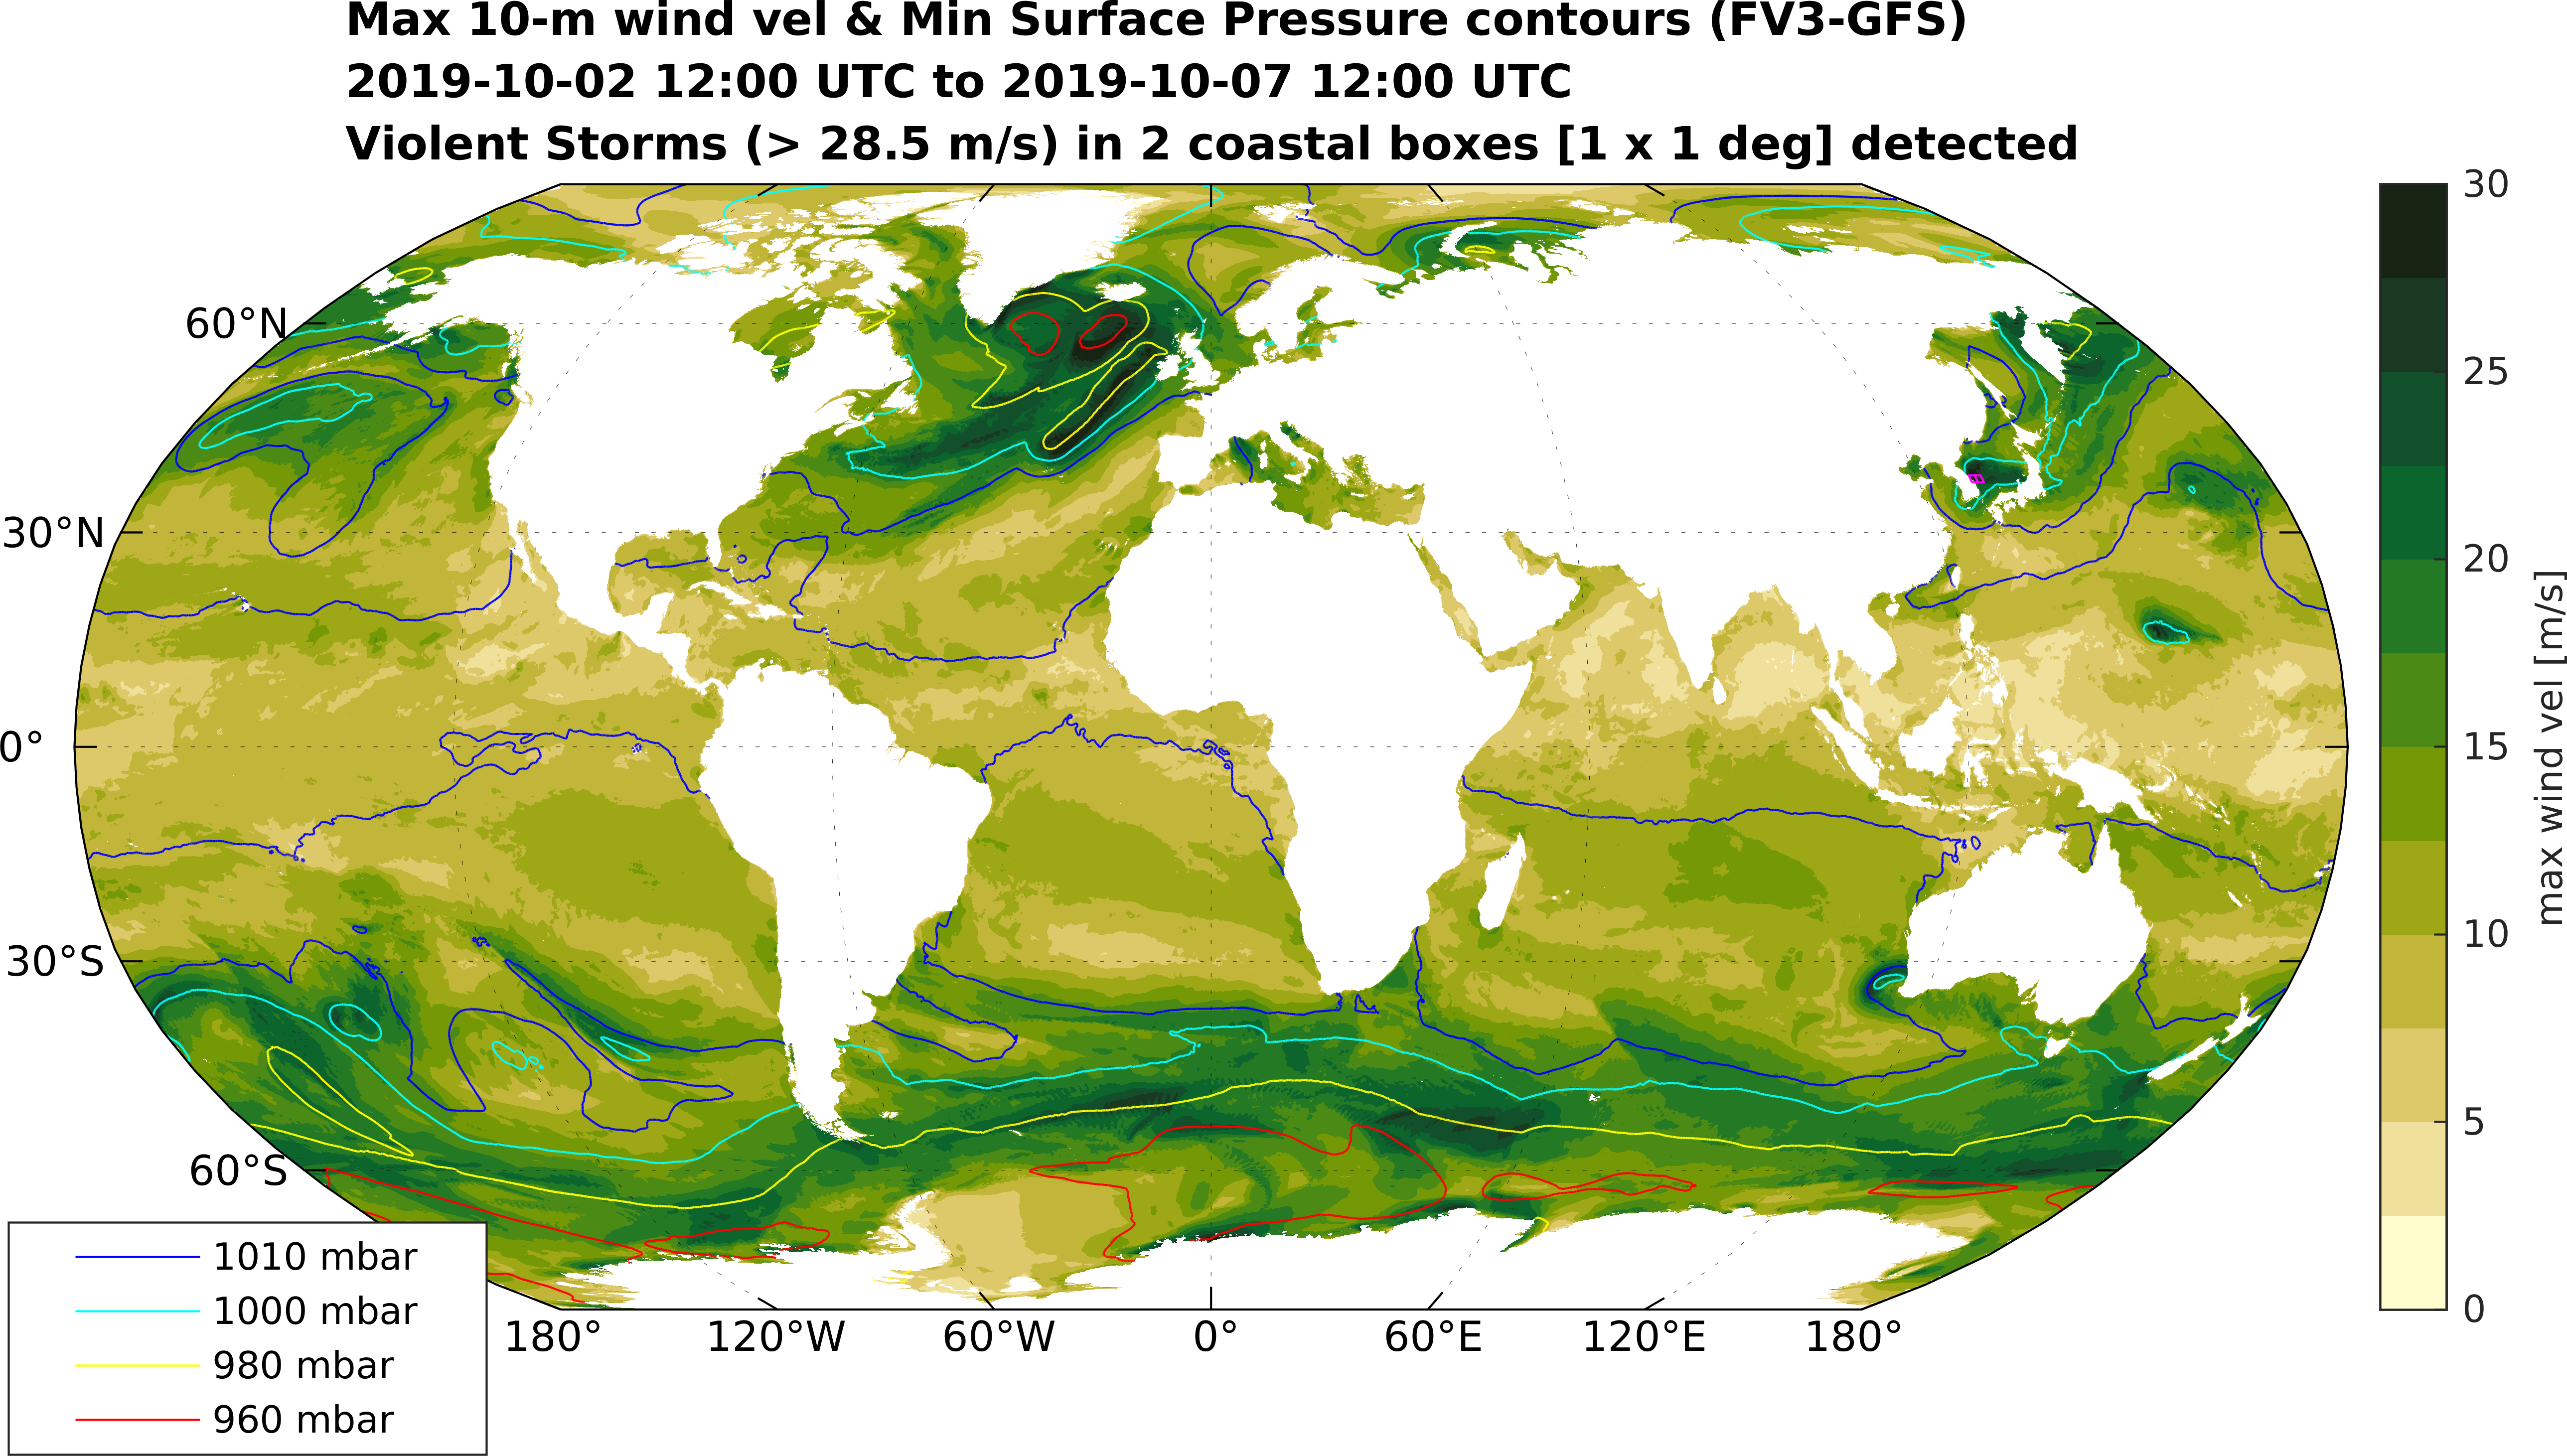 Max 10-m wind vel & Min Surface Pressure contours (FV3-GFS)
2019-10-02 12:00 UTC to 2019-10-07 12:00 UTC
Violent Storms (> 28.5 m/s) in 2 coastal boxes [1 x 1 deg] detected
60°N
30°N
0°
30°S
60°S
180°
120°W
60°W
0°
60°E
120°E
180°
1010 mbar
1000 mbar
980 mbar
960 mbar
30
25
20
15
10
5
0
max wind vel [m/s]